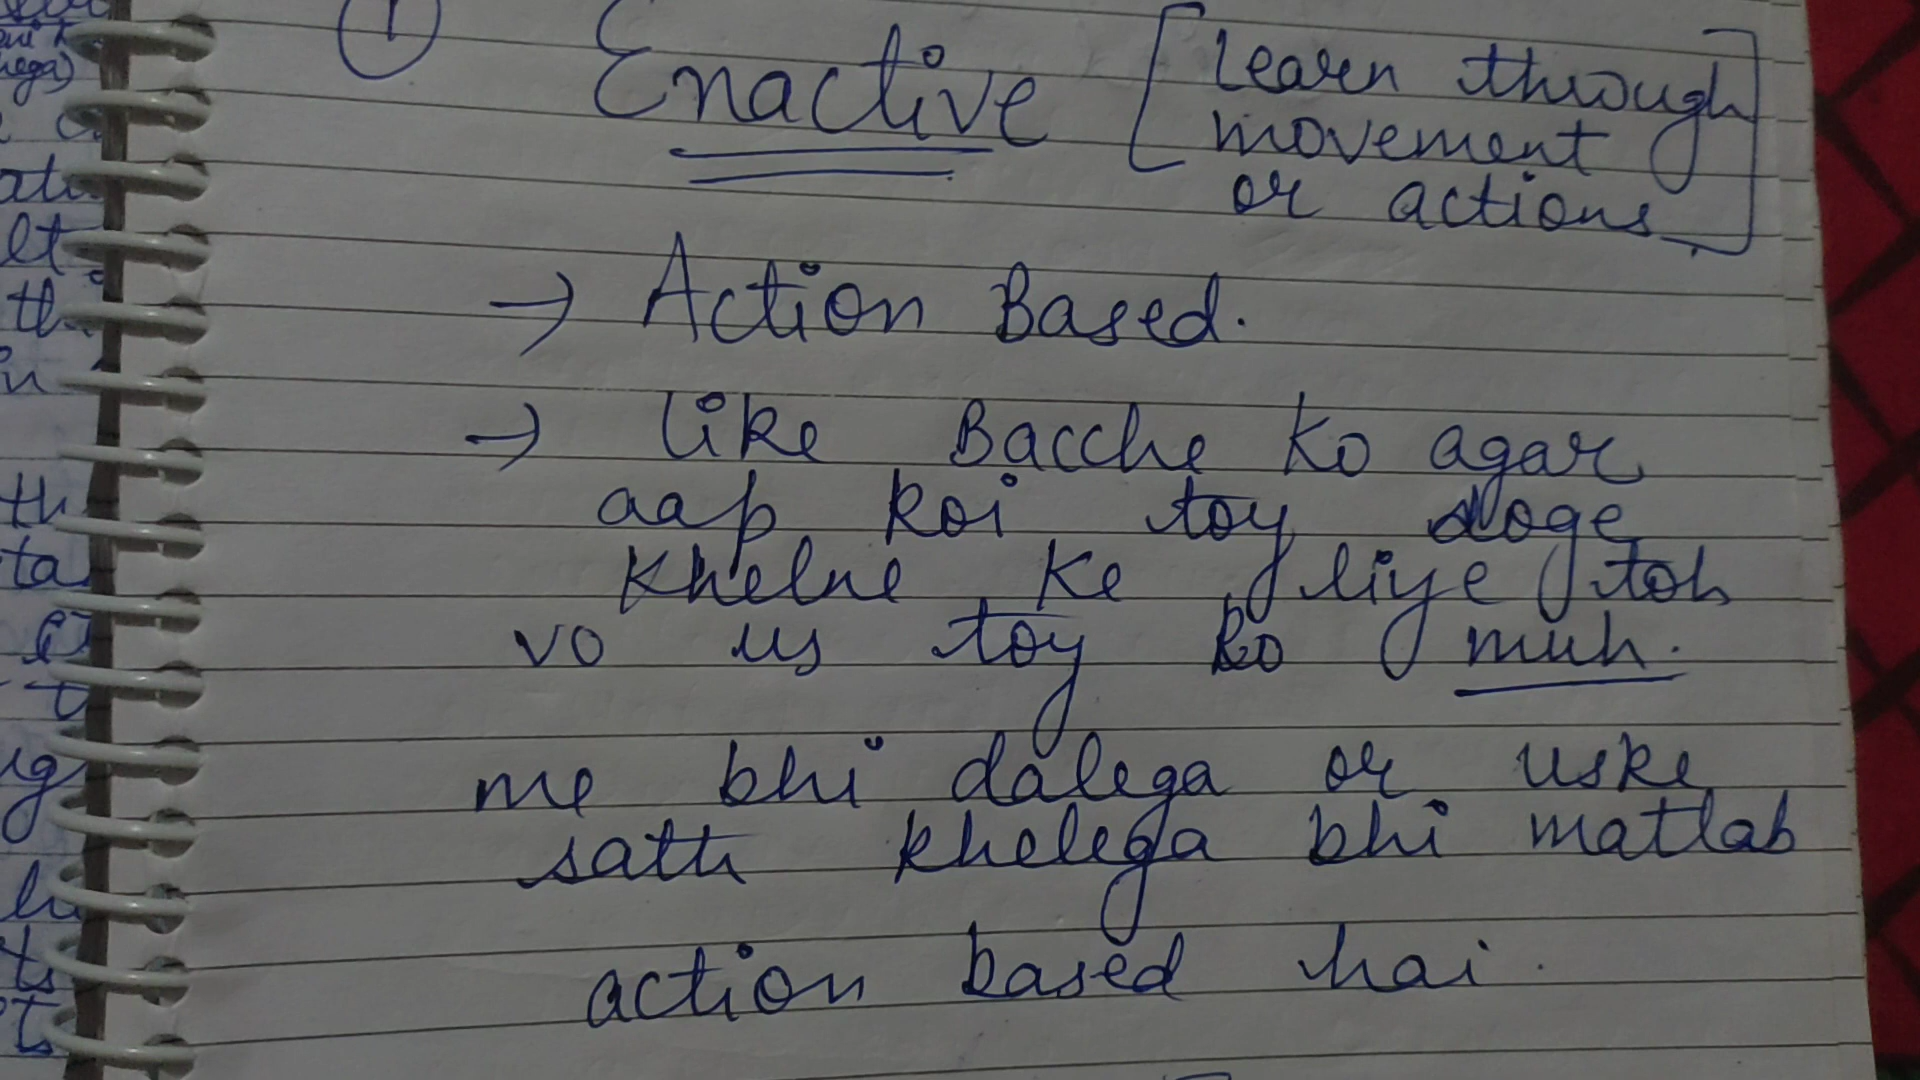 ① Enactive [Learn through
movement
or actions]
→ Action Based.
→ like Bacche ko agar
aap koi toy doge
khelne ke liye toh
vo us toy ko muh.
me bhi dalega or uske
sath khelega bhi matlab
action based hai.